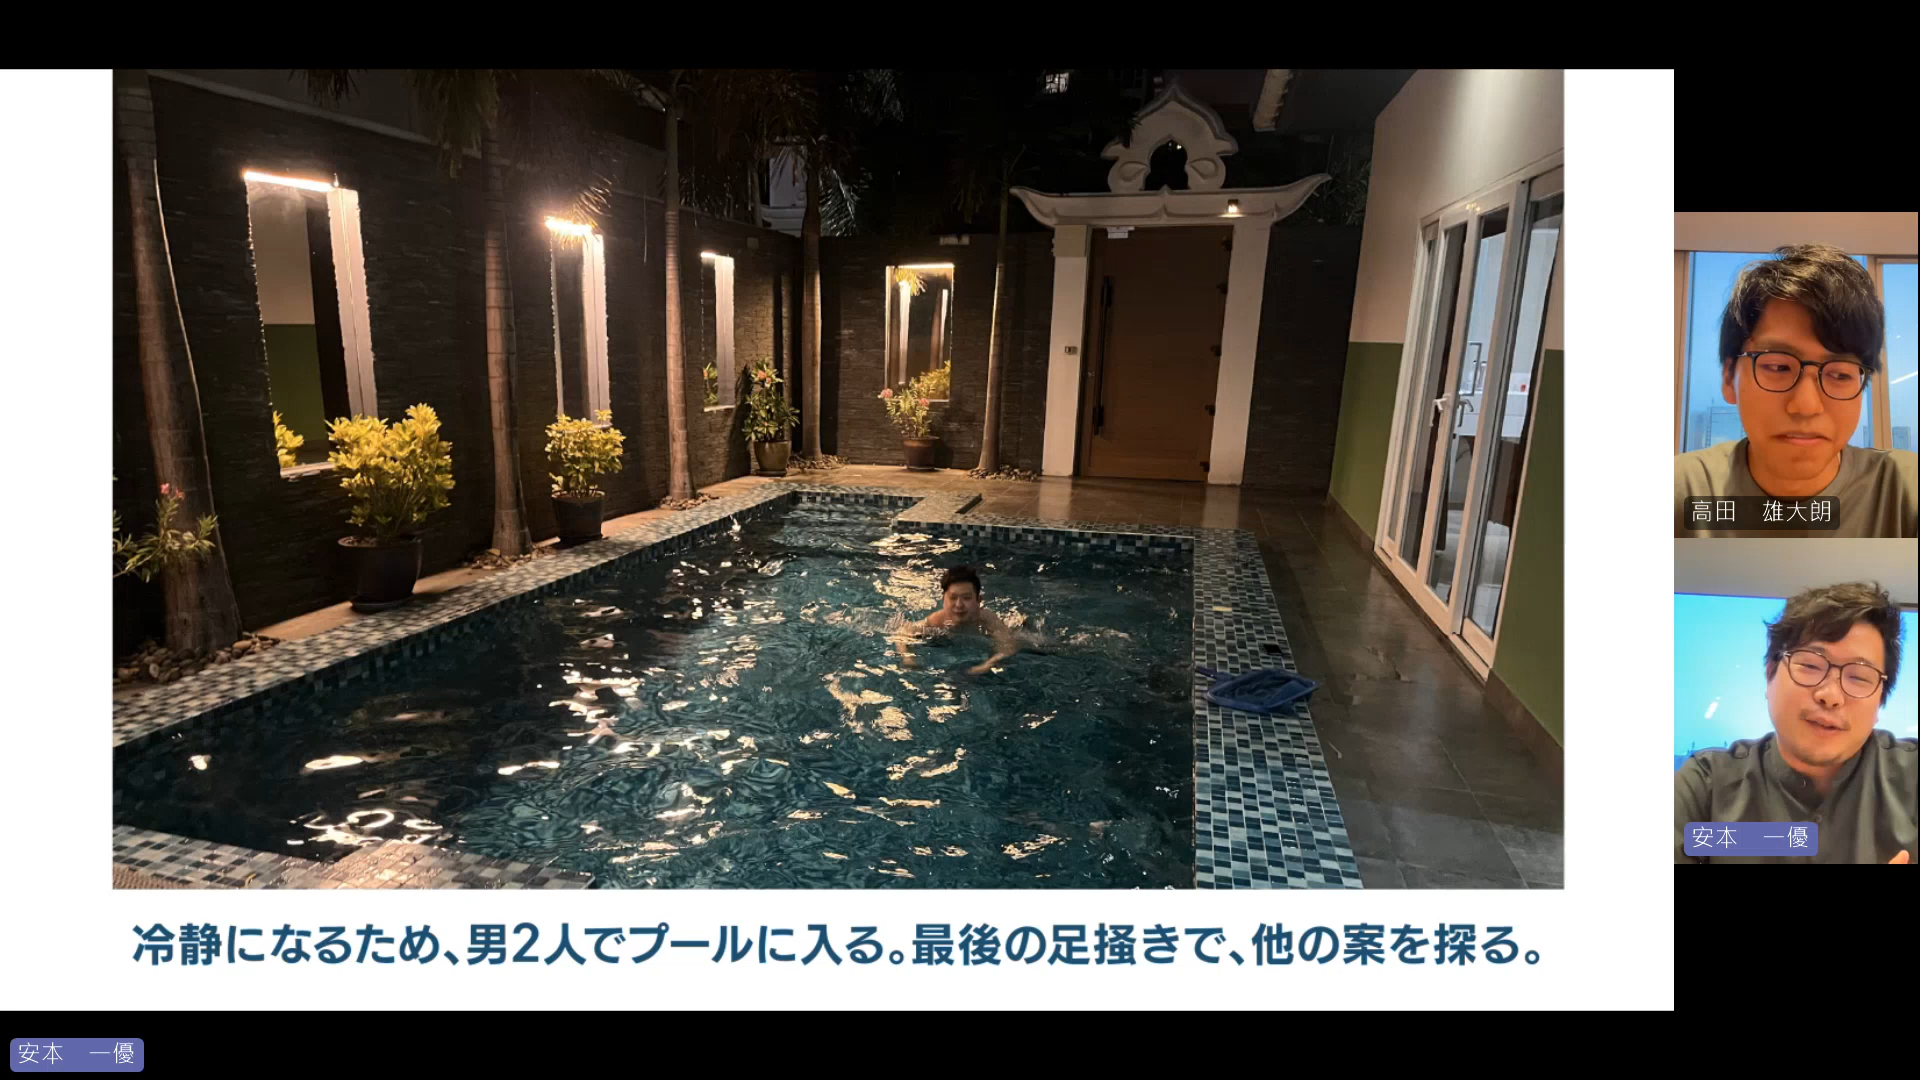 冷静になるため、男2人でプールに入る。最後の足掻きで、他の案を探る。
高田　雄大朗
安本　一優
安本　一優